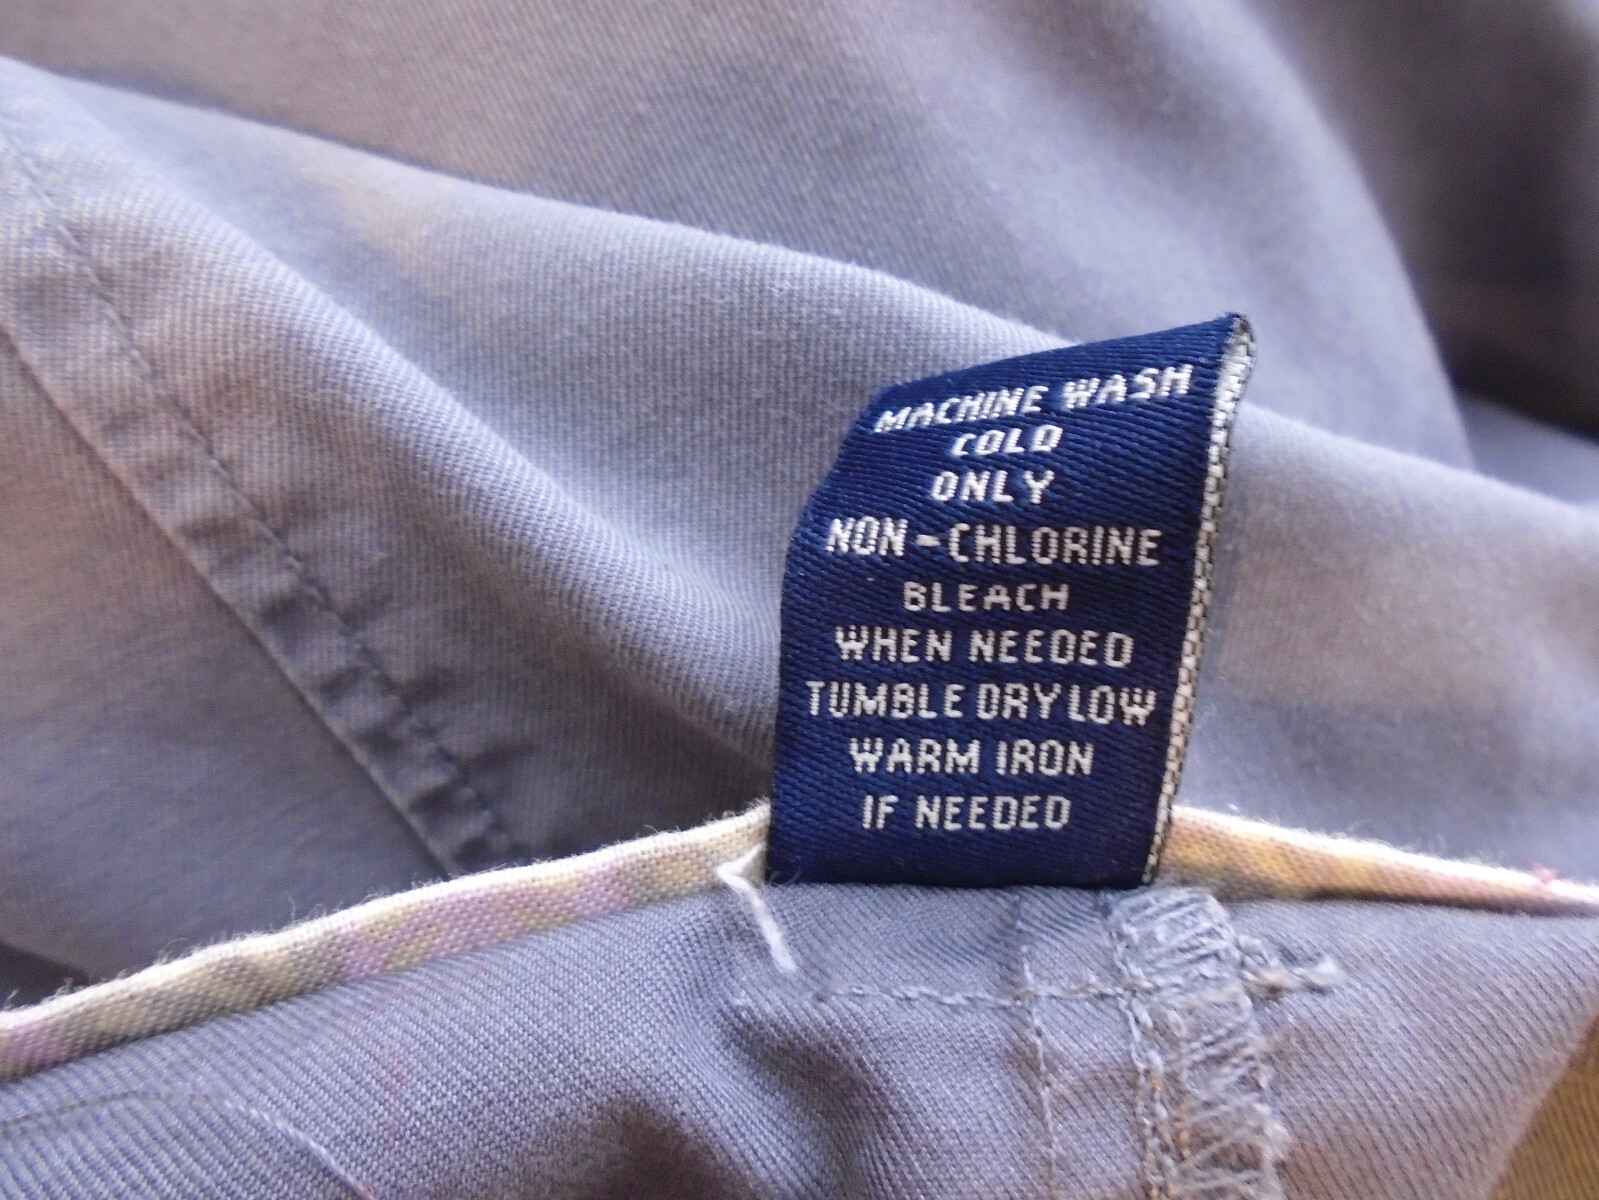 MACHINE WASH
COLD
ONLY
NON-CHLORINE
BLEACH
WHEN NEEDED
TUMBLE DRY LOW
WARM IRON
IF NEEDED